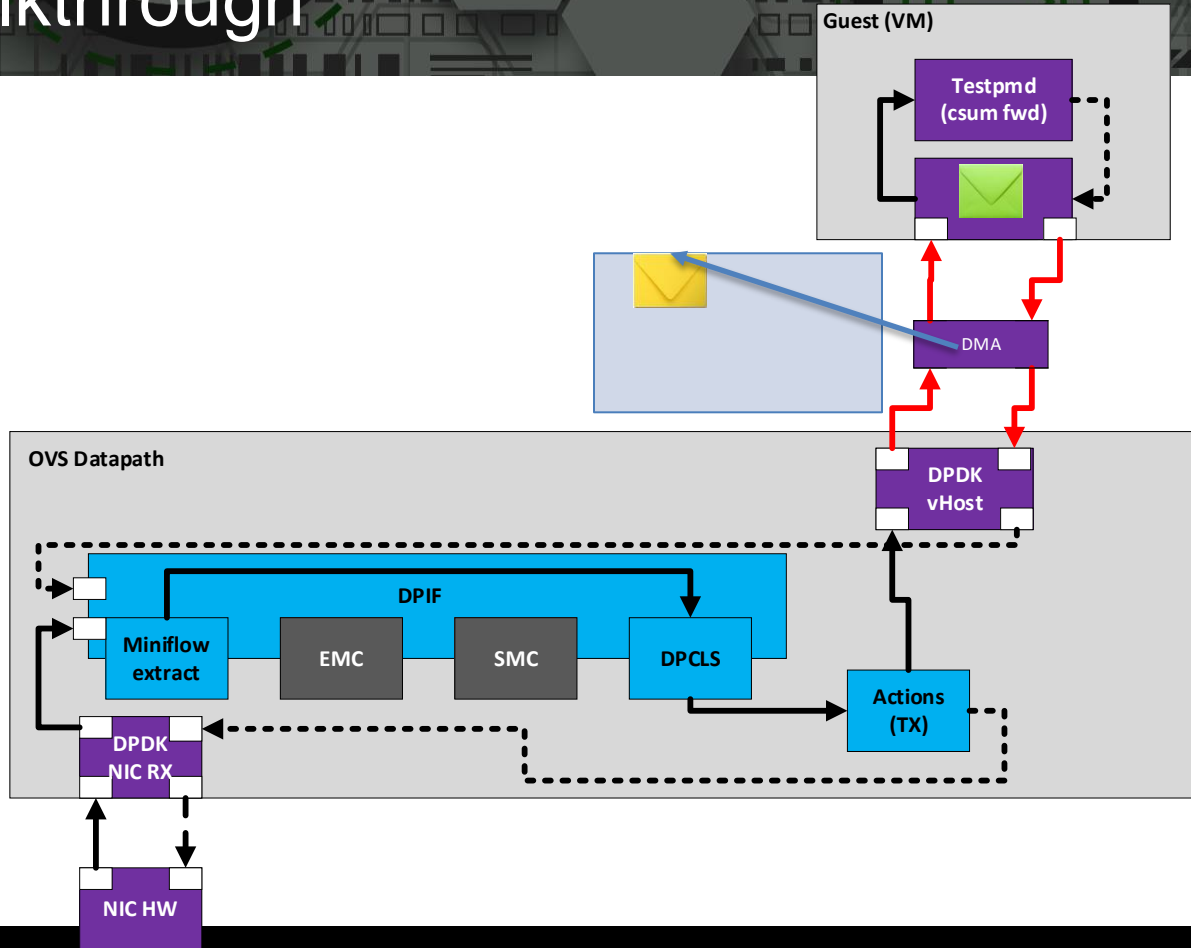 lkthrough
Guest (VM)
Testpmd
(csum fwd)
DMA
OVS Datapath
DPDK
vHost
DPIF
Miniflow
extract
EMC
SMC
DPCLS
Actions
(TX)
DPDK
NIC RX
NIC HW